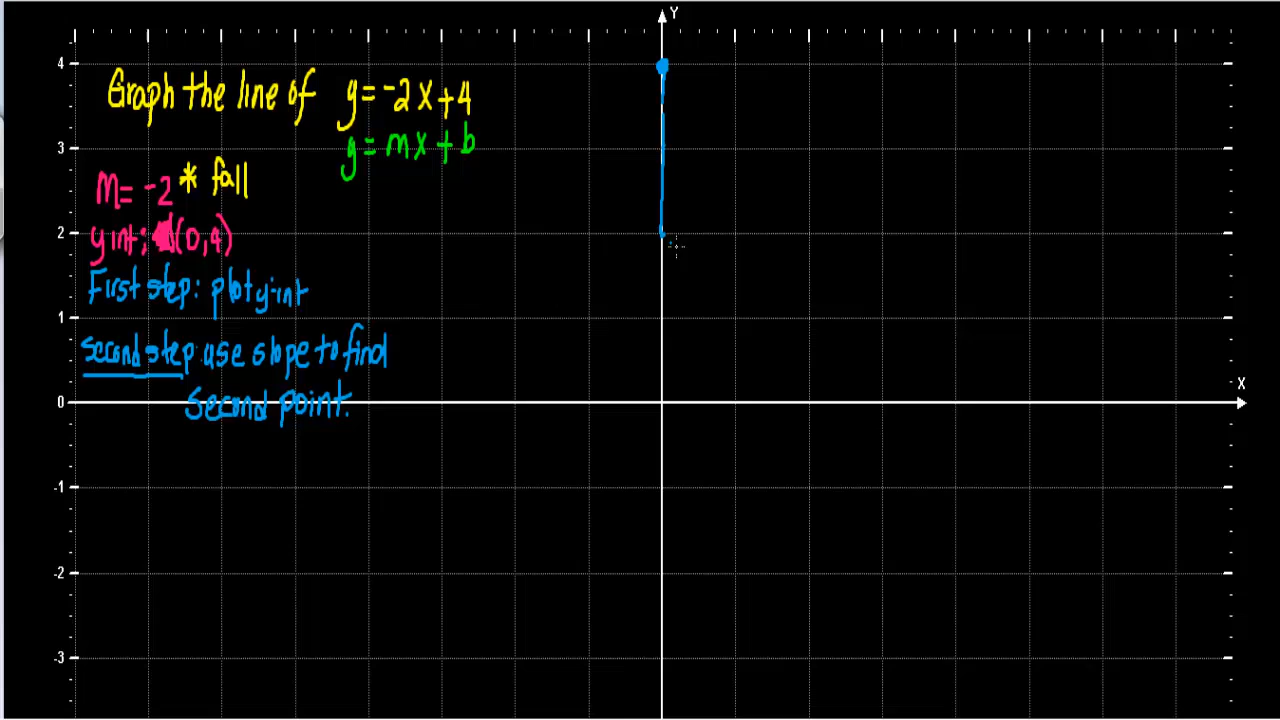 Y
4
Graph the line of y=-2x+4
3
y=mx+b
M=-2 * fall
2
y int: (0,4)
First step: plot y-int
1
second step: use slope to find
X
0
Second point.
-1
-2
-3